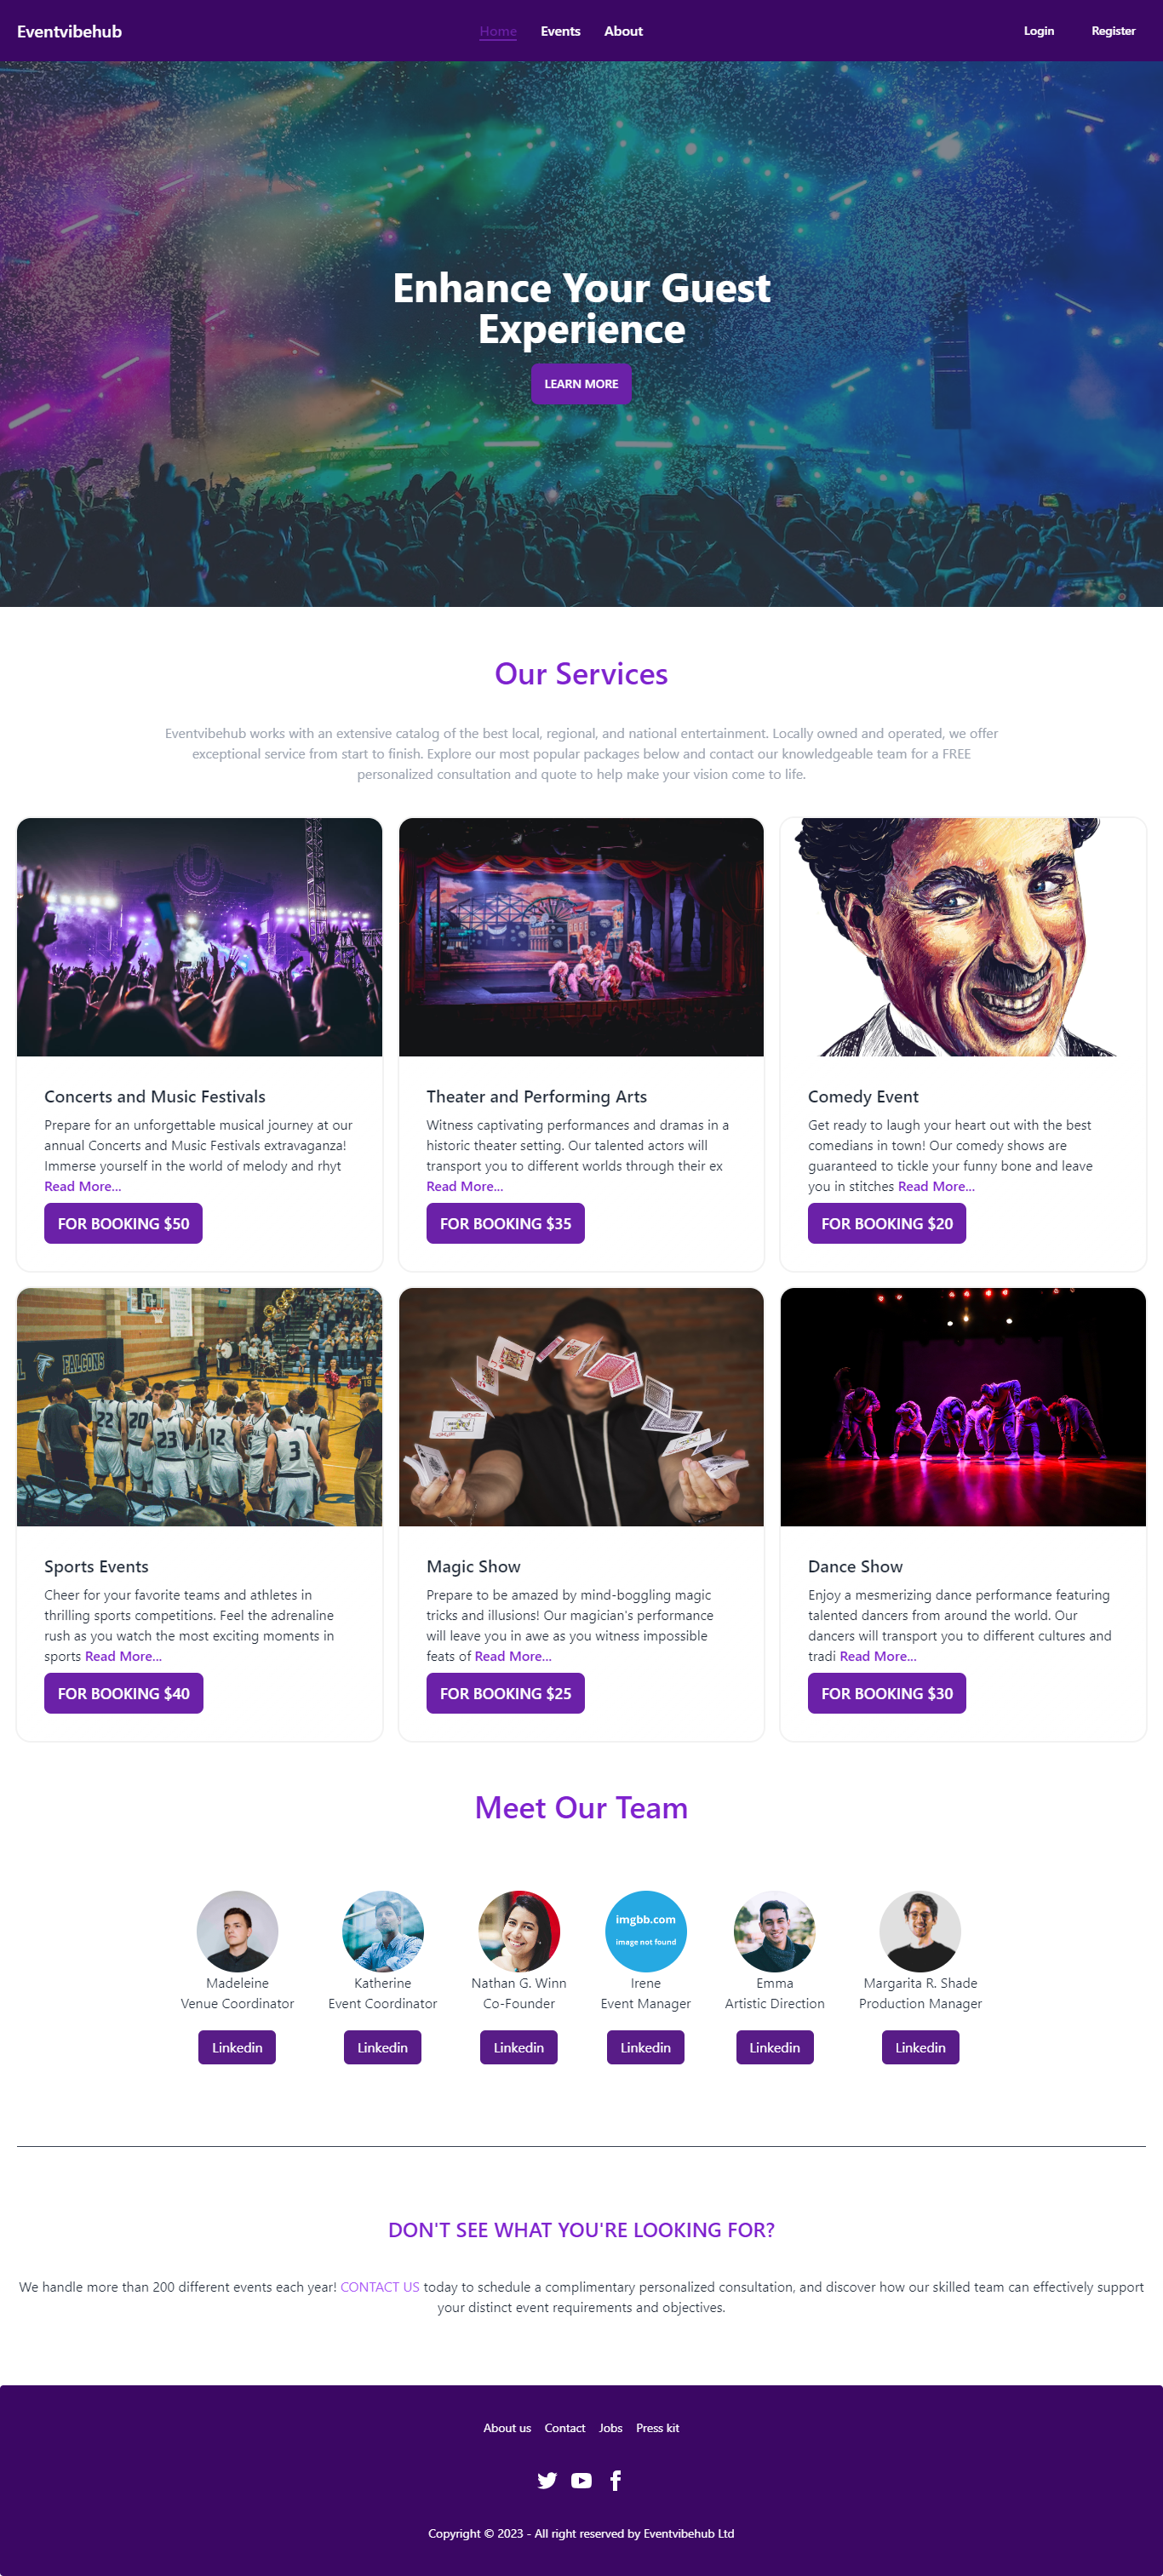 Eventvibehub
Home Events About
Login Register
Enhance Your Guest
Experience
LEARN MORE
Our Services
Eventvibehub works with an extensive catalog of the best local, regional, and national entertainment. Locally owned and operated, we offer
exceptional service from start to finish. Explore our most popular packages below and contact our knowledgeable team for a FREE
personalized consultation and quote to help make your vision come to life.
Concerts and Music Festivals
Prepare for an unforgettable musical journey at our
annual Concerts and Music Festivals extravaganza!
Immerse yourself in the world of melody and rhyt
Read More...
FOR BOOKING $50
Theater and Performing Arts
Witness captivating performances and dramas in a
historic theater setting. Our talented actors will
transport you to different worlds through their ex
Read More...
FOR BOOKING $35
Comedy Event
Get ready to laugh your heart out with the best
comedians in town! Our comedy shows are
guaranteed to tickle your funny bone and leave
you in stitches Read More...
FOR BOOKING $20
FALCONS
22
20
23
12
3
Sports Events
Cheer for your favorite teams and athletes in
thrilling sports competitions. Feel the adrenaline
rush as you watch the most exciting moments in
sports Read More...
FOR BOOKING $40
Magic Show
Prepare to be amazed by mind-boggling magic
tricks and illusions! Our magician's performance
will leave you in awe as you witness impossible
feats of Read More...
FOR BOOKING $25
Dance Show
Enjoy a mesmerizing dance performance featuring
talented dancers from around the world. Our
dancers will transport you to different cultures and
tradi Read More...
FOR BOOKING $30
Meet Our Team
Madeleine
Venue Coordinator
Linkedin
Katherine
Event Coordinator
Linkedin
Nathan G. Winn
Co-Founder
Linkedin
imgbb.com
image not found
Irene
Event Manager
Linkedin
Emma
Artistic Direction
Linkedin
Margarita R. Shade
Production Manager
Linkedin
DON'T SEE WHAT YOU'RE LOOKING FOR?
We handle more than 200 different events each year! CONTACT US today to schedule a complimentary personalized consultation, and discover how our skilled team can effectively support
your distinct event requirements and objectives.
About us Contact Jobs Press kit
Copyright © 2023 - All right reserved by Eventvibehub Ltd